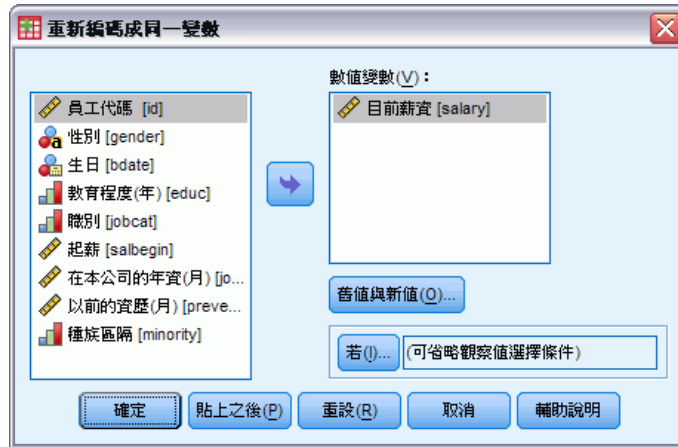 重新編碼成同一變數
數值變數(V)：
員工代碼 [id]
性別 [gender]
生日 [bdate]
教育程度(年) [educ]
職別 [jobcat]
起薪 [salbegin]
在本公司的年資(月) [jo...
以前的資歷(月) [preve...
種族區隔 [minority]
目前薪資 [salary]
舊值與新值(O)...
若(I)... (可省略觀察值選擇條件)
確定 貼上之後(P) 重設(R) 取消 輔助說明